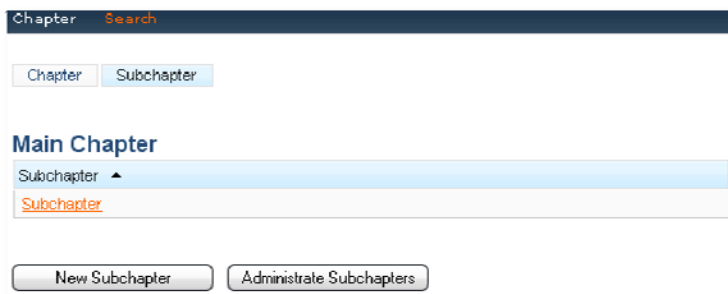 Chapter Search
Chapter Subchapter
Main Chapter
Subchapter ▲
Subchapter
New Subchapter Administrate Subchapters